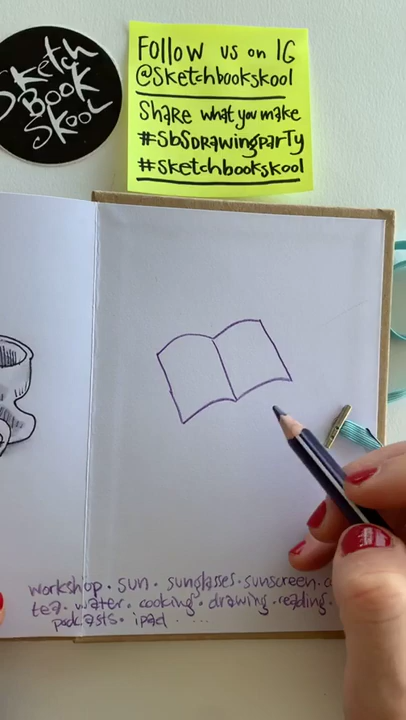 Sketch
Book
Skool
Follow us on IG
@Sketchbookskool
Share what you make
#SbSDrawingParty
#Sketchbookskool
workshop · sun · sunglasses · sunscreen ·
tea · water · cooking · drawing · reading ·
podcasts · ipad · ...